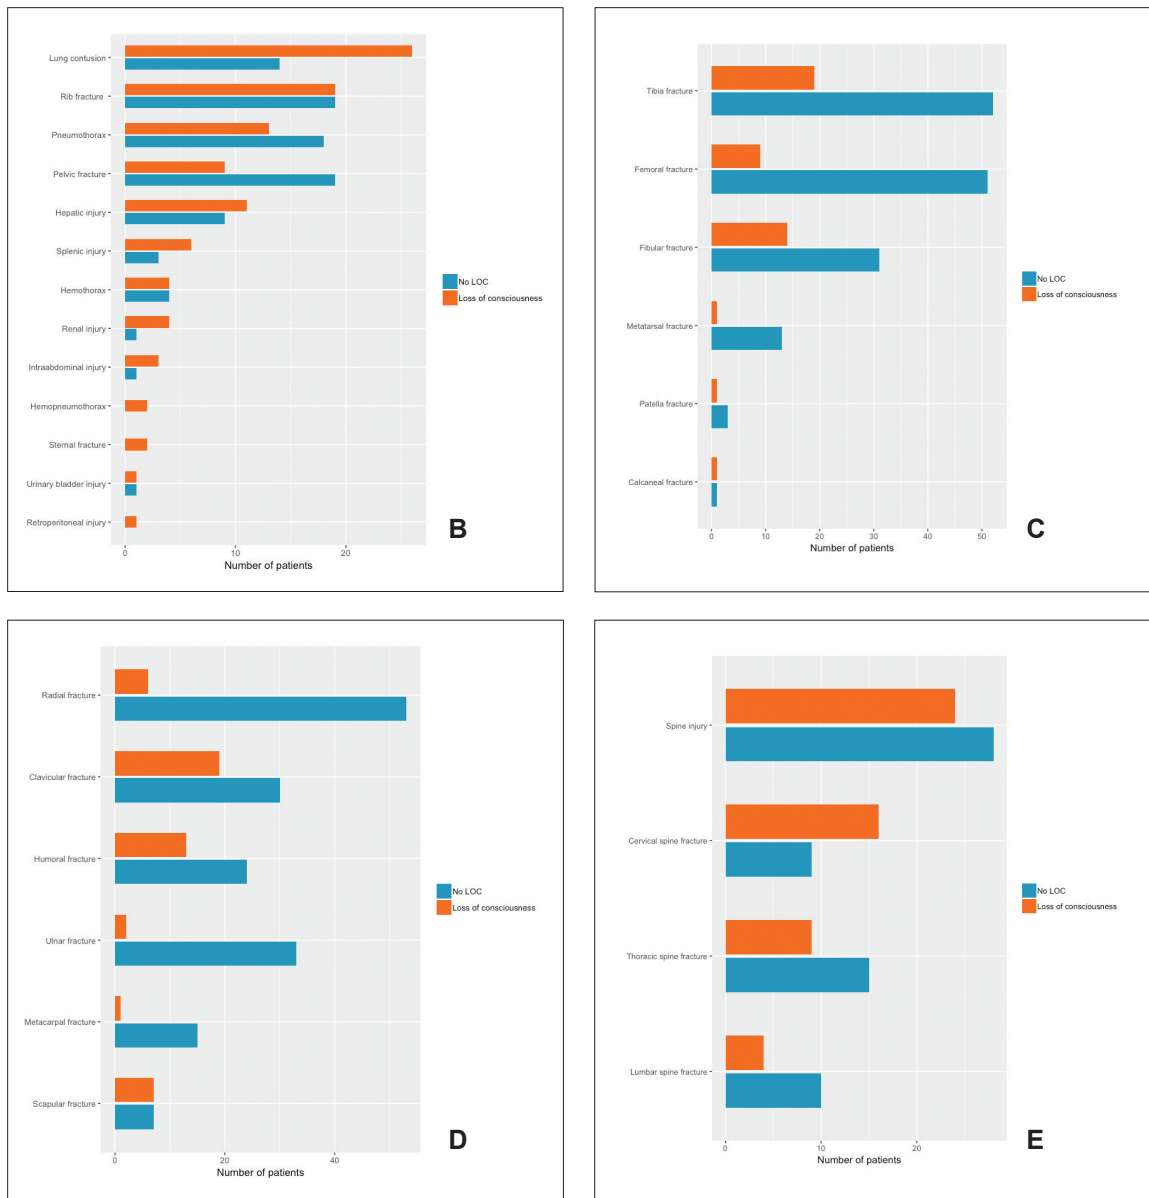 Lung contusion
Rib fracture
Pneumothorax
Pelvic fracture
Hepatic injury
Splenic injury
Hemothorax
Renal injury
Intraabdominal injury
Hemopneumothorax
Sternal fracture
Urinary bladder injury
Retroperitoneal injury
0 10 20
Number of patients
No LOC
Loss of consciousness
B
Tibia fracture
Femoral fracture
Fibular fracture
Metatarsal fracture
Patella fracture
Calcaneal fracture
0 10 20 30 40 50
Number of patients
No LOC
Loss of consciousness
C
Radial fracture
Clavicular fracture
Humoral fracture
Ulnar fracture
Metacarpal fracture
Scapular fracture
0 20 40
Number of patients
No LOC
Loss of consciousness
D
Spine injury
Cervical spine fracture
Thoracic spine fracture
Lumbar spine fracture
0 10 20
Number of patients
No LOC
Loss of consciousness
E